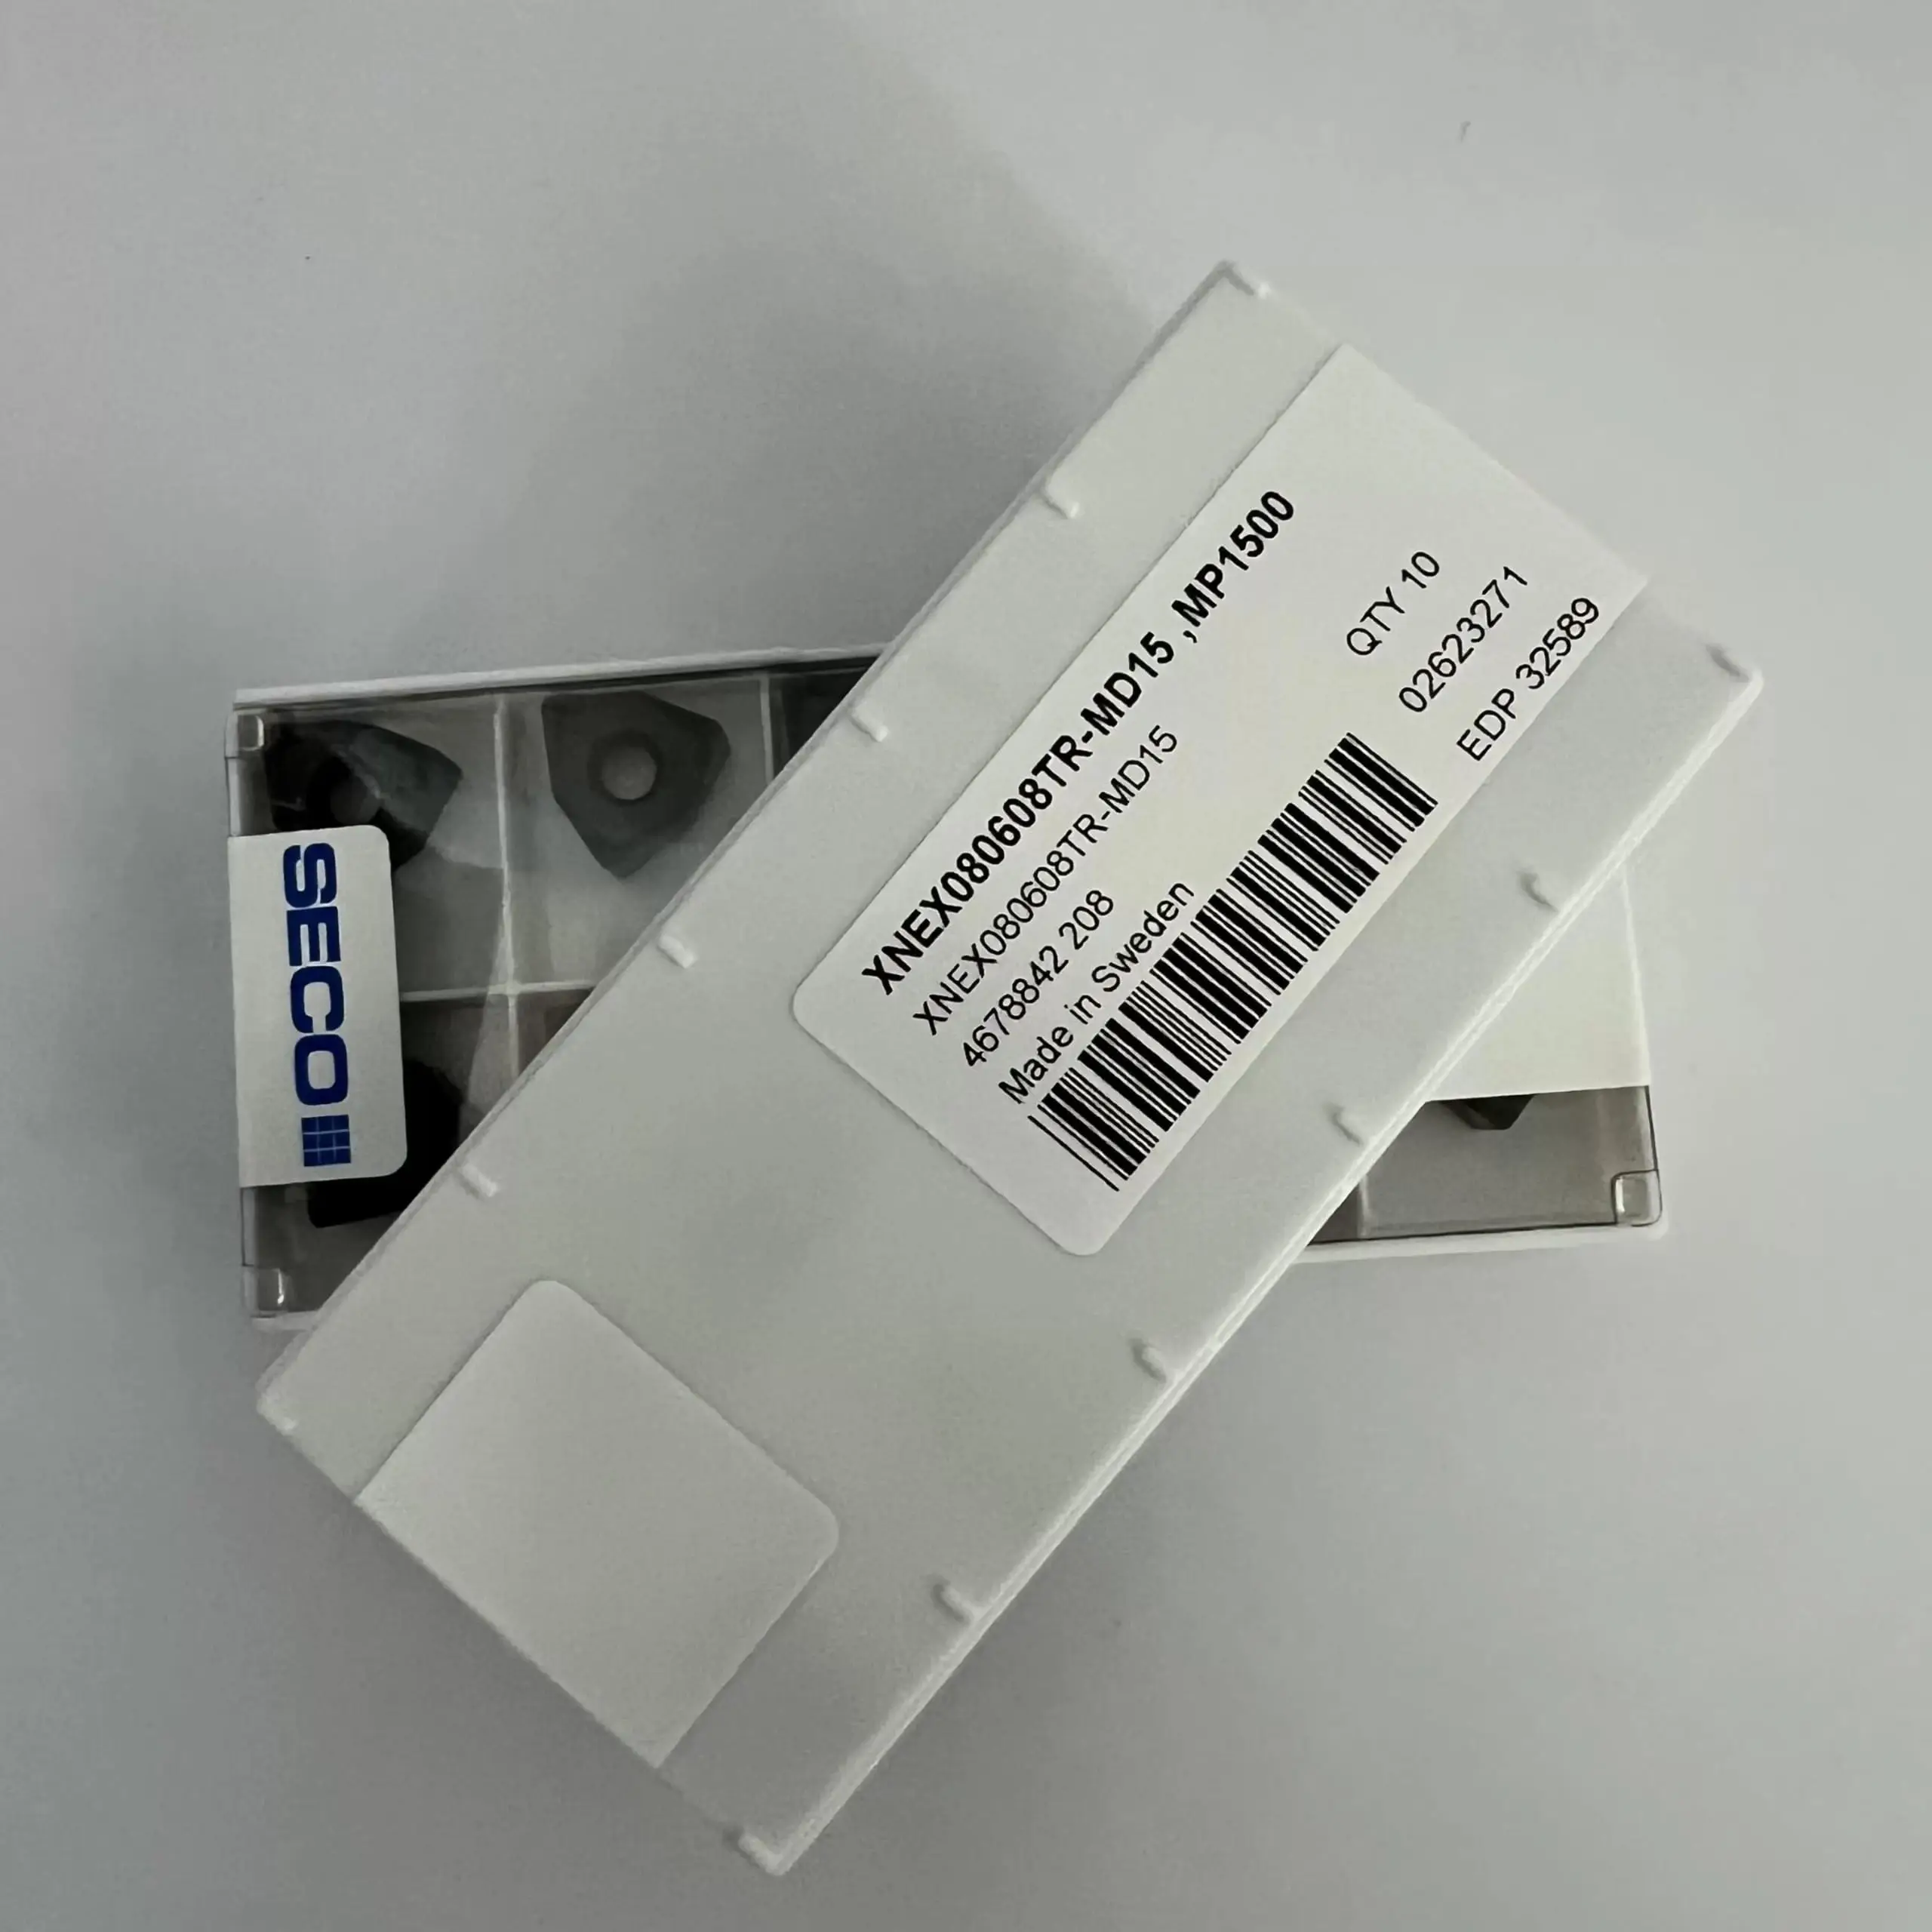 SECO
XNEX080608TR-MD15 ,MP1500
XNEX080608TR-MD15
4678842 208
Made in Sweden
QTY 10
02623271
EDP 32589